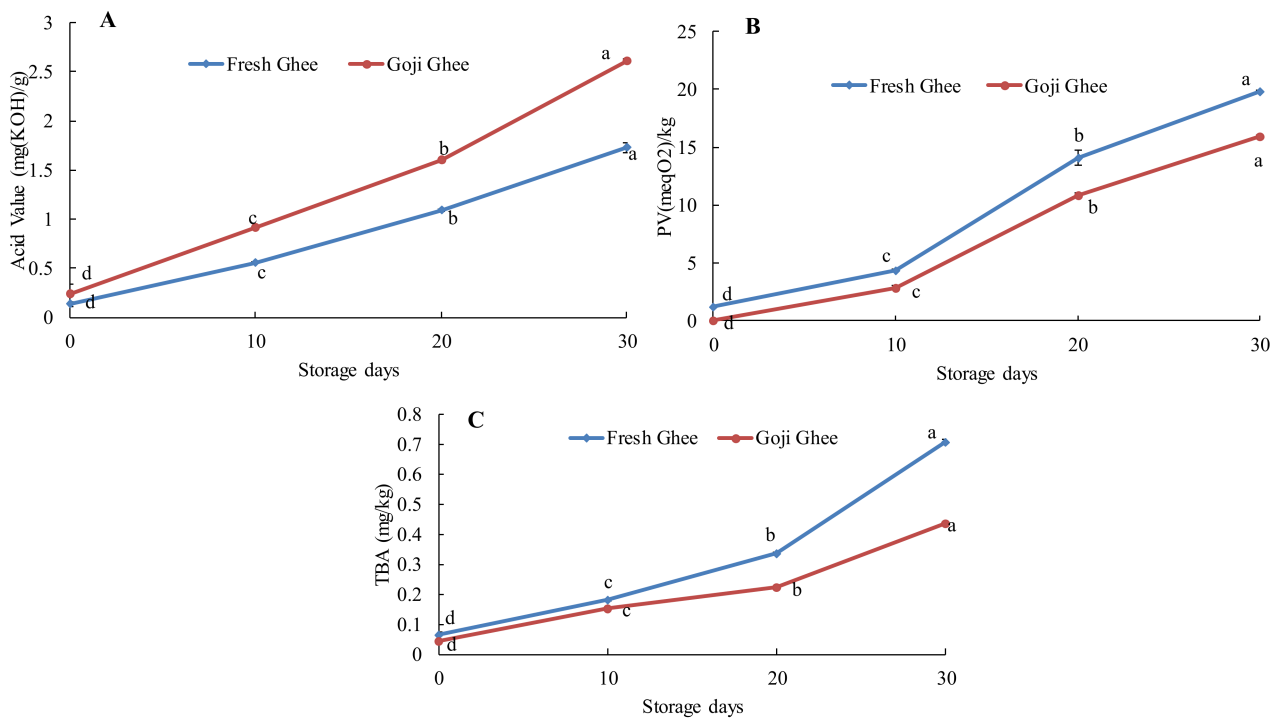 A
Fresh Ghee
Goji Ghee
Acid Value (mg(KOH)/g)
3
2.5
2
1.5
1
0.5
0
a
b
c
d
a
b
c
d
0 10 20 30
Storage days
B
Fresh Ghee
Goji Ghee
PV(meqO2)/kg
25
20
15
10
5
0
a
b
c
d
a
b
c
d
0 10 20 30
Storage days
C
Fresh Ghee
Goji Ghee
TBA (mg/kg)
0.8
0.7
0.6
0.5
0.4
0.3
0.2
0.1
0
a
b
c
d
a
b
c
d
0 10 20 30
Storage days